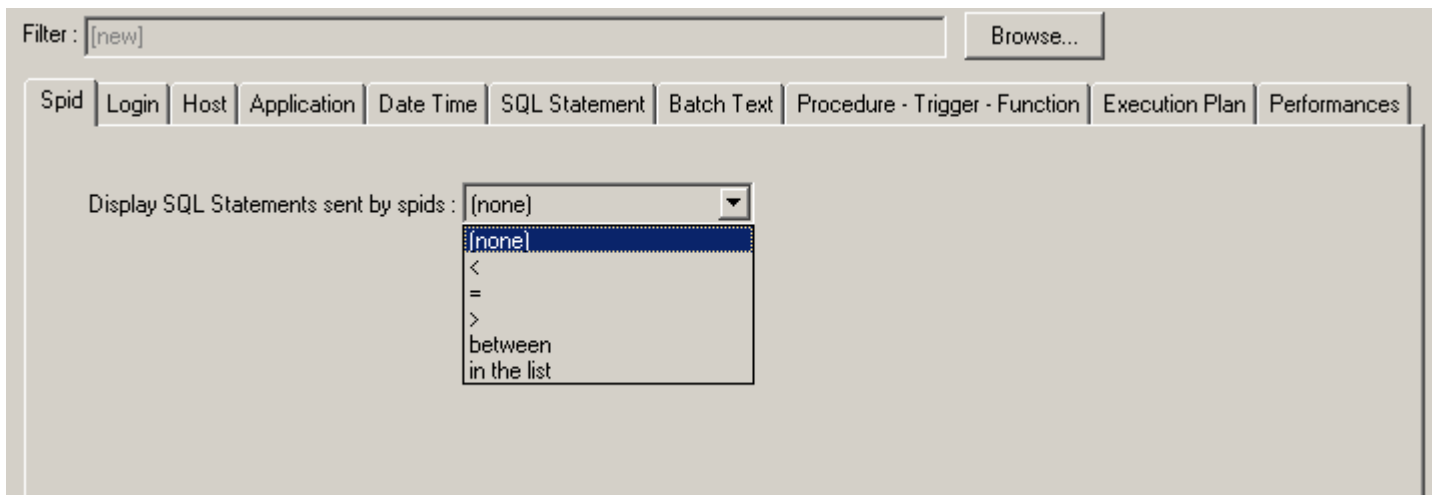 Filter : [new] Browse...
Spid Login Host Application Date Time SQL Statement Batch Text Procedure - Trigger - Function Execution Plan Performances
Display SQL Statements sent by spids : (none)
(none)
<
=
>
between
in the list